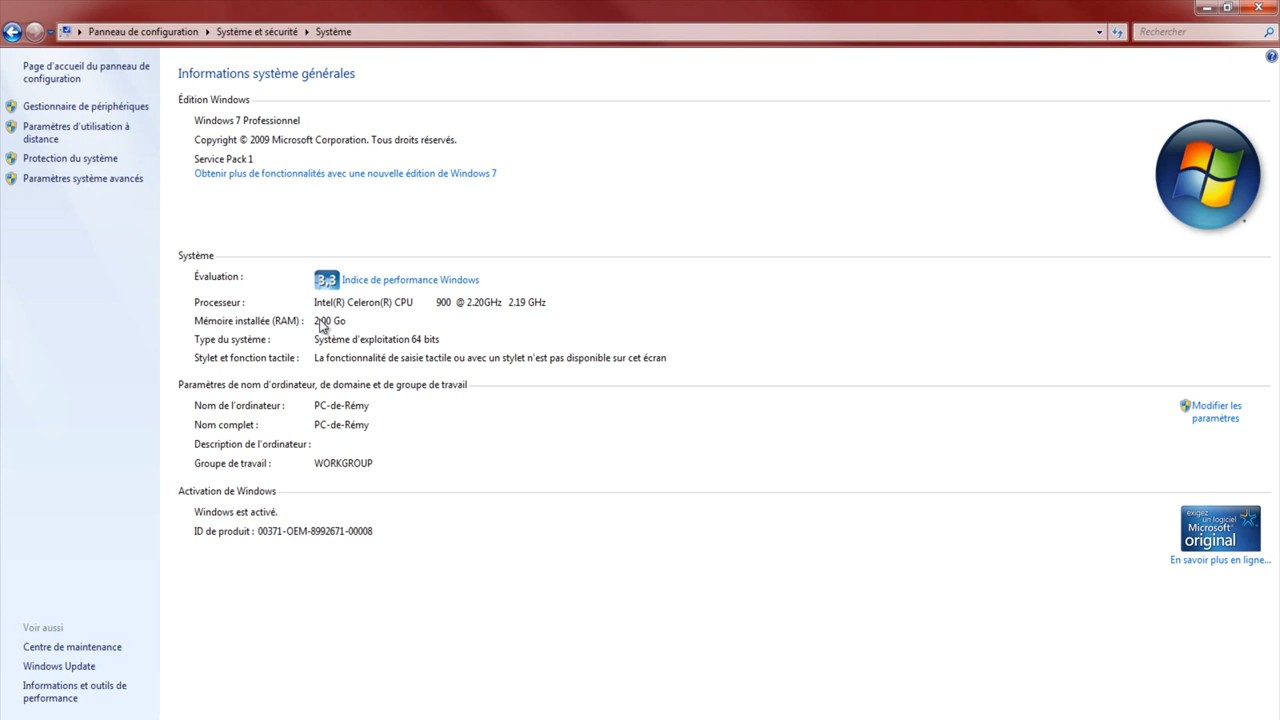 Panneau de configuration ▸ Système et sécurité ▸ Système
Rechercher
Page d'accueil du panneau de
configuration
Gestionnaire de périphériques
Paramètres d'utilisation à
distance
Protection du système
Paramètres système avancés
Voir aussi
Centre de maintenance
Windows Update
Informations et outils de
performance
Informations système générales
Édition Windows
Windows 7 Professionnel
Copyright © 2009 Microsoft Corporation. Tous droits réservés.
Service Pack 1
Obtenir plus de fonctionnalités avec une nouvelle édition de Windows 7
Système
Évaluation : 3,3 Indice de performance Windows
Processeur : Intel(R) Celeron(R) CPU 900 @ 2.20GHz 2.19 GHz
Mémoire installée (RAM) : 2.00 Go
Type du système : Système d'exploitation 64 bits
Stylet et fonction tactile : La fonctionnalité de saisie tactile ou avec un stylet n'est pas disponible sur cet écran
Paramètres de nom d'ordinateur, de domaine et de groupe de travail
Nom de l'ordinateur : PC-de-Rémy
Nom complet : PC-de-Rémy
Description de l'ordinateur :
Groupe de travail : WORKGROUP
Modifier les
paramètres
Activation de Windows
Windows est activé.
ID de produit : 00371-OEM-8992671-00008
exigez
un logiciel
Microsoft®
original
En savoir plus en ligne...